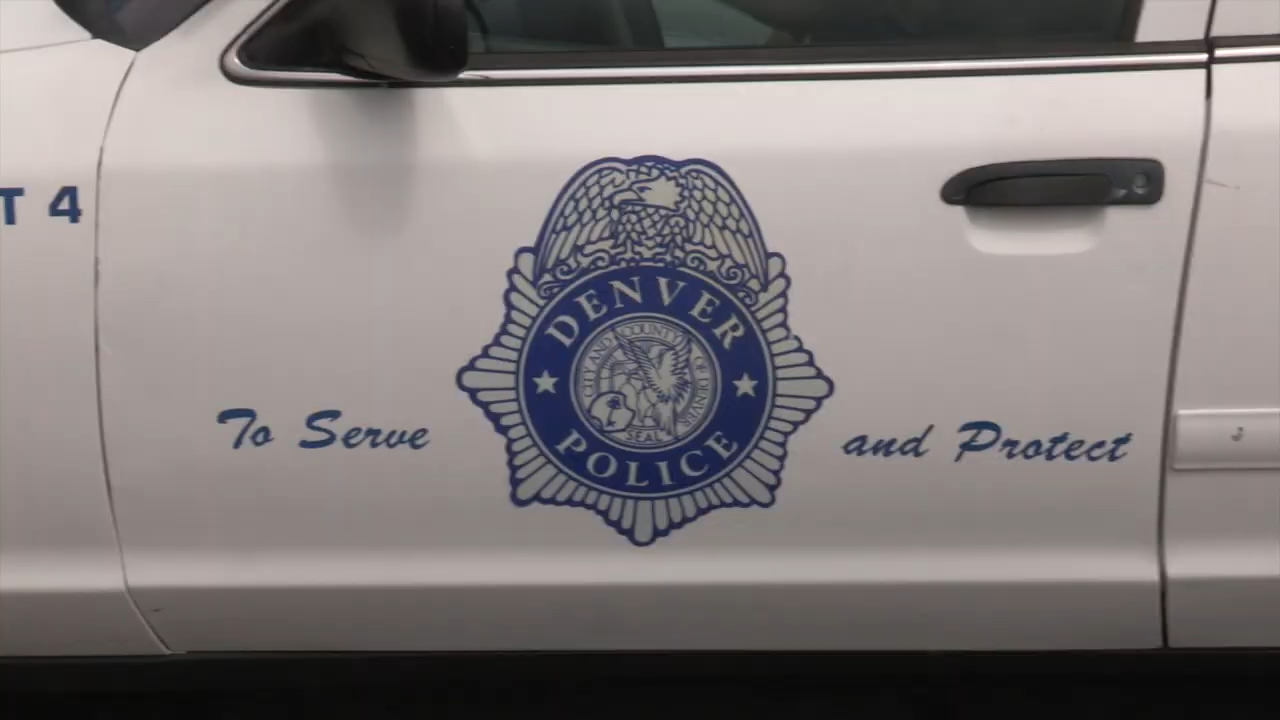 T 4
DENVER
CITY AND COUNTY OF DENVER
SEAL
POLICE
To Serve
and Protect